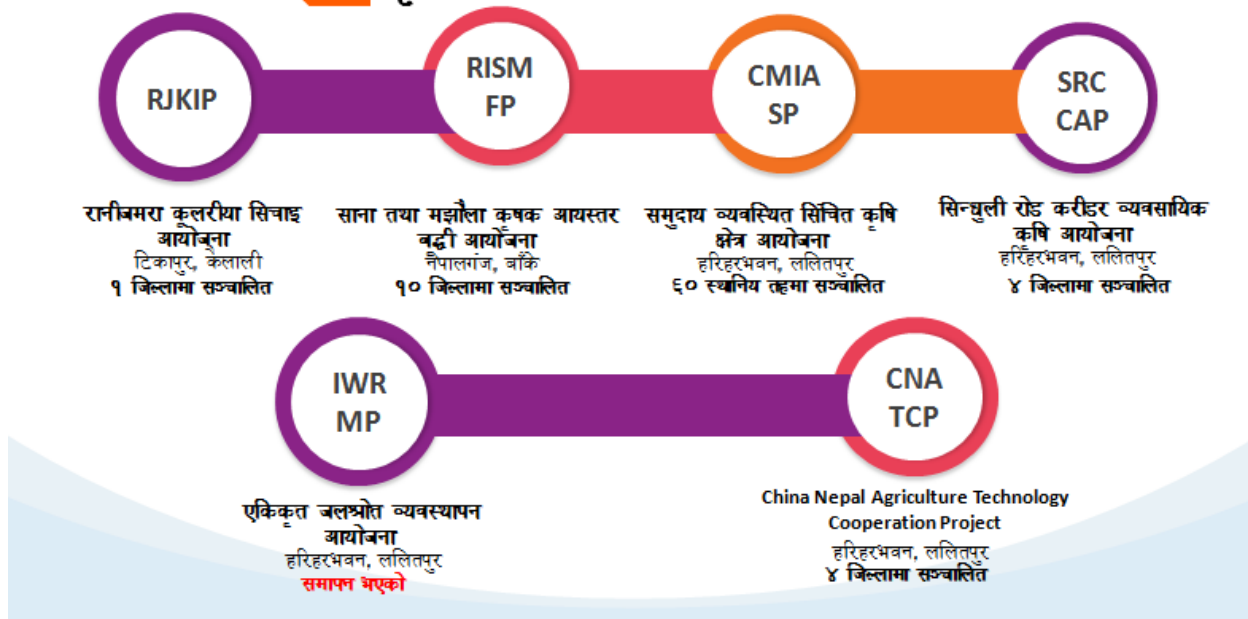 RJKIP
RISM
FP
CMIA
SP
SRC
CAP
रानीजमरा कूलरीया सिचाइ
आयोजना
टिकापुर, कैलाली
१ जिल्लामा सञ्चालित
साना तथा मझौला कृषक आयस्तर
बृद्धी आयोजना
नेपालगंज, बाँके
१० जिल्लामा सञ्चालित
समुदाय व्यवस्थित सिंचित कृषि
क्षेत्र आयोजना
हरिहरभवन, ललितपुर
६० स्थानिय तहमा सञ्चालित
सिन्धुली रोड करीडर व्यवसायिक
कृषि आयोजना
हरिहरभवन, ललितपुर
४ जिल्लामा सञ्चालित
IWR
MP
CNA
TCP
एकिकृत जलश्रोत व्यवस्थापन
आयोजना
हरिहरभवन, ललितपुर
समापन भएको
China Nepal Agriculture Technology
Cooperation Project
हरिहरभवन, ललितपुर
४ जिल्लामा सञ्चालित